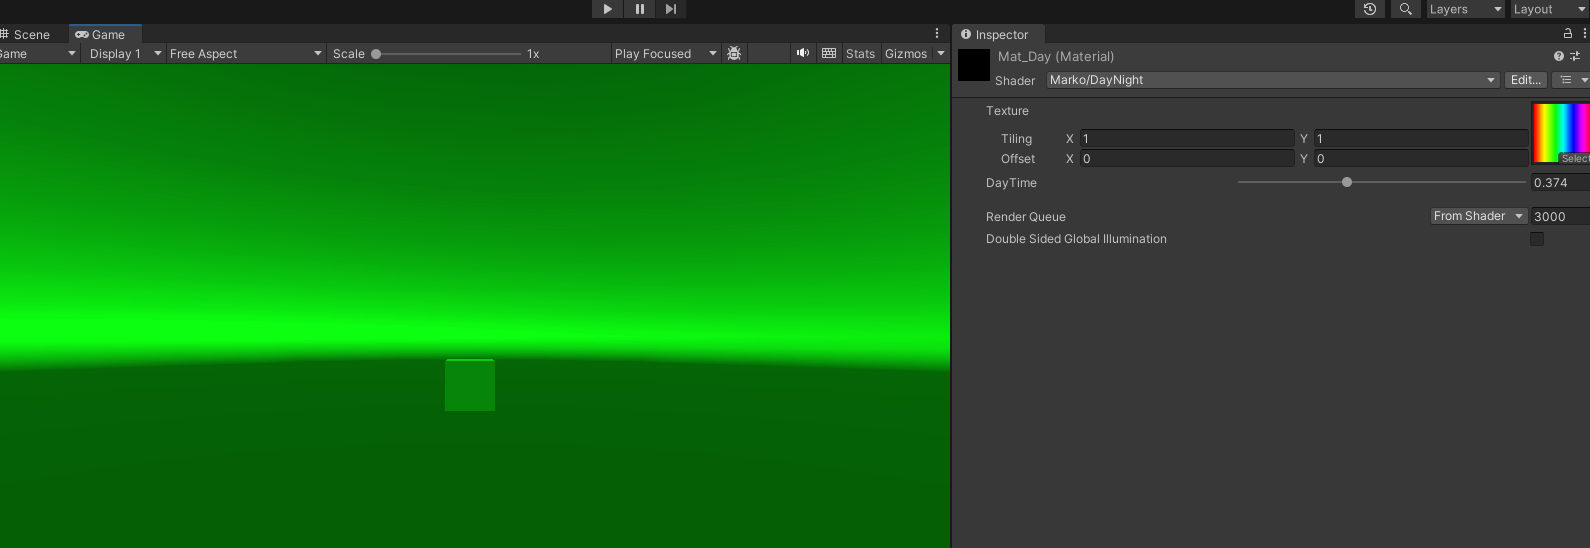 Layers Layout
Scene Game Inspector
ame Display 1 Free Aspect Scale 1x Play Focused Stats Gizmos
Mat_Day (Material)
Shader Marko/DayNight Edit...
Texture
Tiling X 1 Y 1
Offset X 0 Y 0
Select
DayTime 0.374
Render Queue From Shader 3000
Double Sided Global Illumination